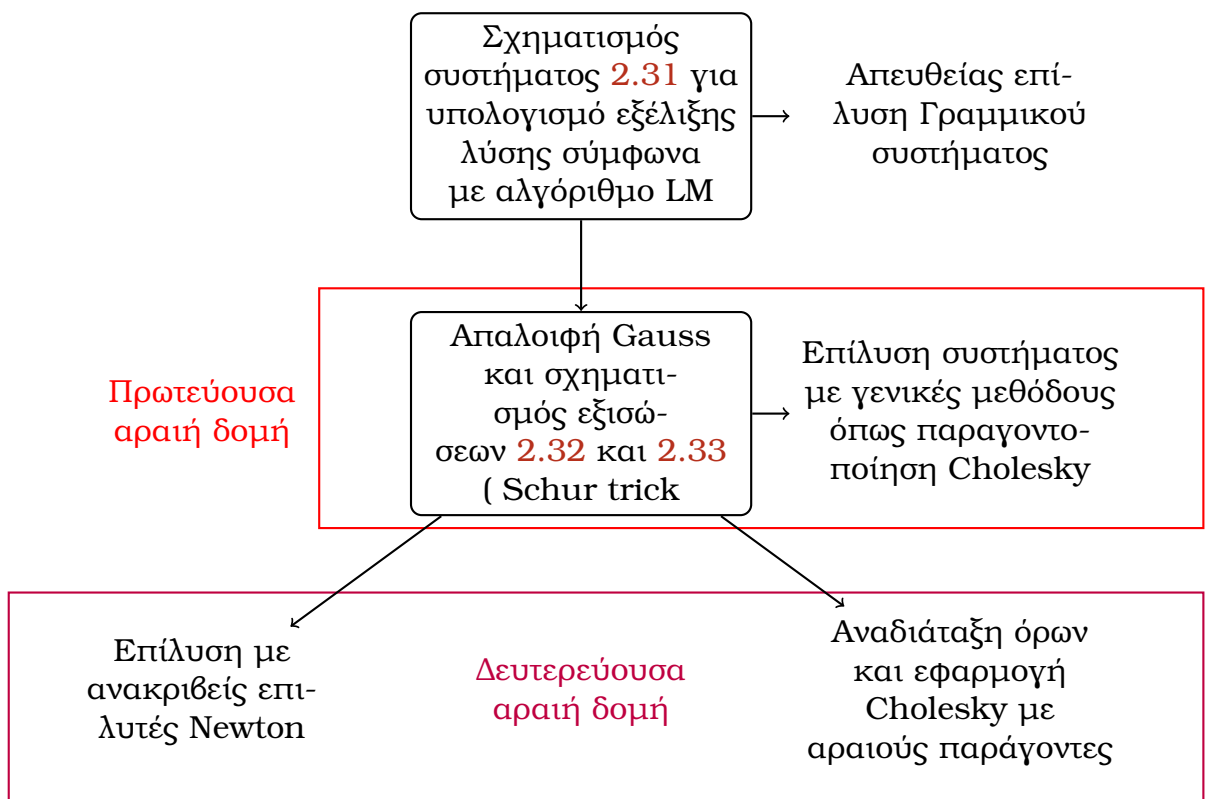 Σχηματισμός
συστήματος 2.31 για
υπολογισμό εξέλιξης
λύσης σύμφωνα
με αλγόριθμο LM
Απευθείας επί-
λυση Γραμμικού
συστήματος
Πρωτεύουσα
αραιή δομή
Απαλοιφή Gauss
και σχηματι-
σμός εξισώ-
σεων 2.32 και 2.33
( Schur trick
Επίλυση συστήματος
με γενικές μεθόδους
όπως παραγοντο-
ποίηση Cholesky
Επίλυση με
ανακριβείς επι-
λυτές Newton
Δευτερεύουσα
αραιή δομή
Αναδιάταξη όρων
και εφαρμογή
Cholesky με
αραιούς παράγοντες